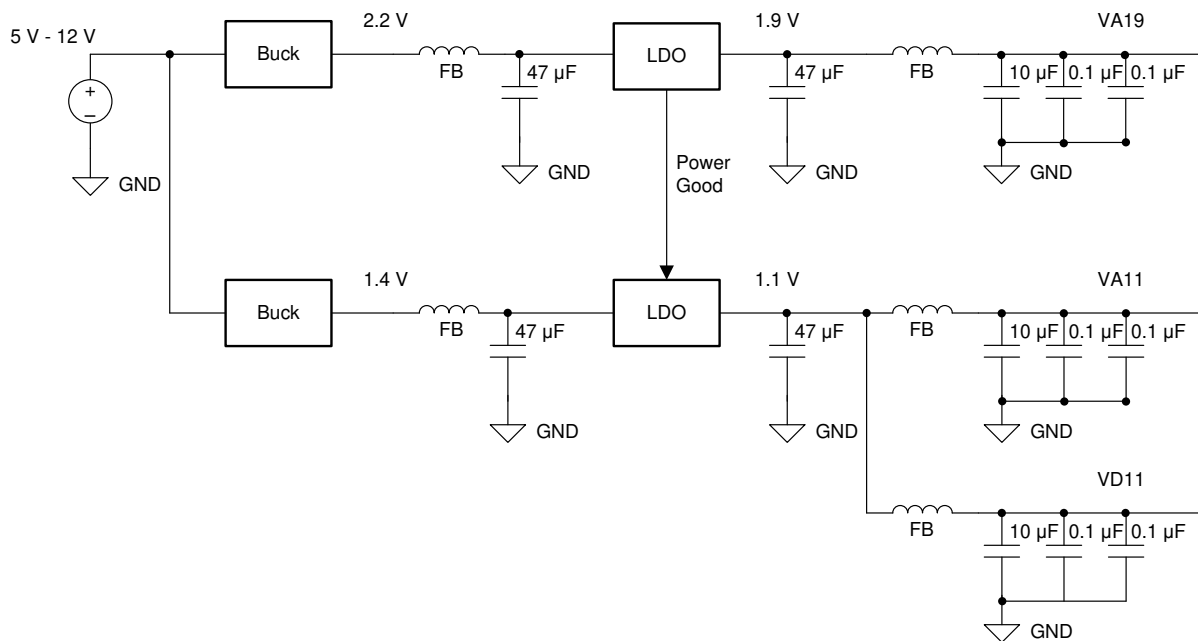 5 V - 12 V
+
−
GND
Buck
2.2 V
FB
47 µF
GND
LDO
1.9 V
47 µF
GND
FB
VA19
10 µF
0.1 µF
0.1 µF
GND
Power
Good
Buck
1.4 V
FB
47 µF
GND
LDO
1.1 V
47 µF
GND
FB
VA11
10 µF
0.1 µF
0.1 µF
GND
FB
VD11
10 µF
0.1 µF
0.1 µF
GND